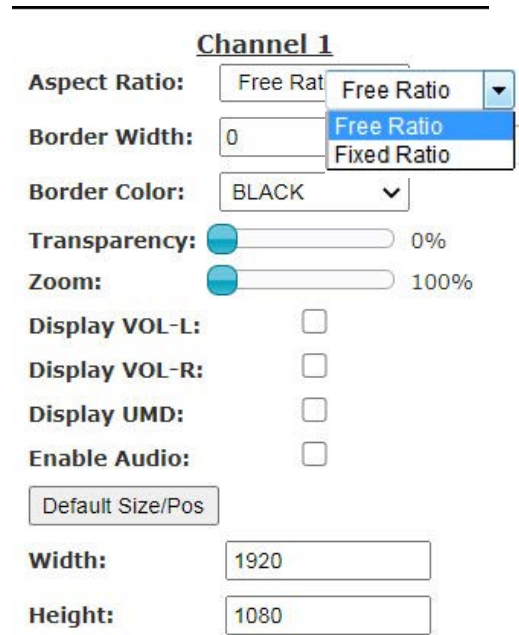 Channel 1
Aspect Ratio: Free Rat Free Ratio
Free Ratio
Fixed Ratio
Border Width: 0
Border Color: BLACK
Transparency: 0%
Zoom: 100%
Display VOL-L:
Display VOL-R:
Display UMD:
Enable Audio:
Default Size/Pos
Width: 1920
Height: 1080